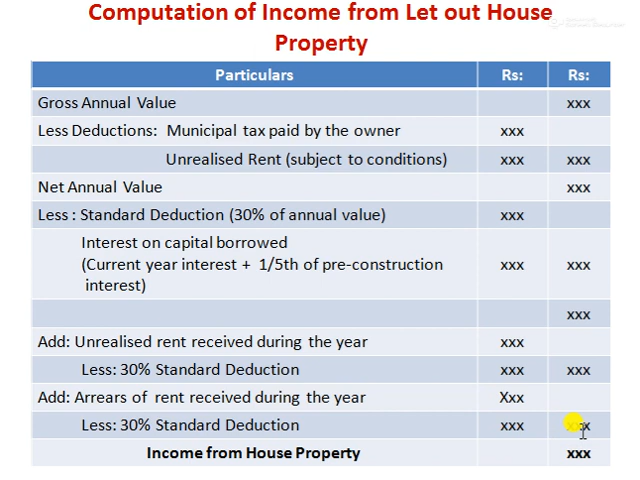 Computation of Income from Let out House
Property
Particulars Rs: Rs:
Gross Annual Value xxx
Less Deductions: Municipal tax paid by the owner xxx
Unrealised Rent (subject to conditions) xxx xxx
Net Annual Value xxx
Less : Standard Deduction (30% of annual value) xxx
Interest on capital borrowed
(Current year interest + 1/5th of pre-construction xxx xxx
interest)
xxx
Add: Unrealised rent received during the year xxx
Less: 30% Standard Deduction xxx xxx
Add: Arrears of rent received during the year Xxx
Less: 30% Standard Deduction xxx xxx
Income from House Property xxx